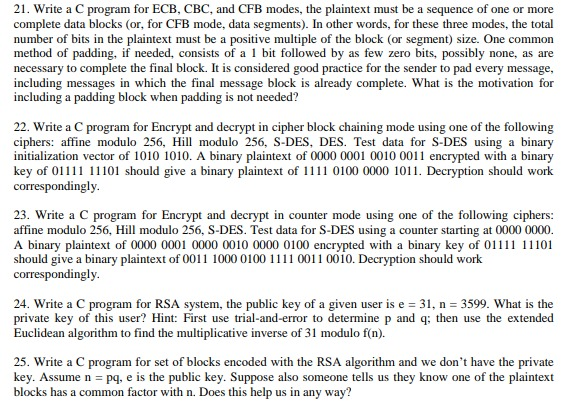 21. Write a C program for ECB, CBC, and CFB modes, the plaintext must be a sequence of one or more
complete data blocks (or, for CFB mode, data segments). In other words, for these three modes, the total
number of bits in the plaintext must be a positive multiple of the block (or segment) size. One common
method of padding, if needed, consists of a 1 bit followed by as few zero bits, possibly none, as are
necessary to complete the final block. It is considered good practice for the sender to pad every message,
including messages in which the final message block is already complete. What is the motivation for
including a padding block when padding is not needed?
22. Write a C program for Encrypt and decrypt in cipher block chaining mode using one of the following
ciphers: affine modulo 256, Hill modulo 256, S-DES, DES. Test data for S-DES using a binary
initialization vector of 1010 1010. A binary plaintext of 0000 0001 0010 0011 encrypted with a binary
key of 01111 11101 should give a binary plaintext of 1111 0100 0000 1011. Decryption should work
correspondingly.
23. Write a C program for Encrypt and decrypt in counter mode using one of the following ciphers:
affine modulo 256, Hill modulo 256, S-DES. Test data for S-DES using a counter starting at 0000 0000.
A binary plaintext of 0000 0001 0000 0010 0000 0100 encrypted with a binary key of 01111 11101
should give a binary plaintext of 0011 1000 0100 1111 0011 0010. Decryption should work
correspondingly.
24. Write a C program for RSA system, the public key of a given user is e = 31, n = 3599. What is the
private key of this user? Hint: First use trial-and-error to determine p and q; then use the extended
Euclidean algorithm to find the multiplicative inverse of 31 modulo f(n).
25. Write a C program for set of blocks encoded with the RSA algorithm and we don't have the private
key. Assume n = pq, e is the public key. Suppose also someone tells us they know one of the plaintext
blocks has a common factor with n. Does this help us in any way?